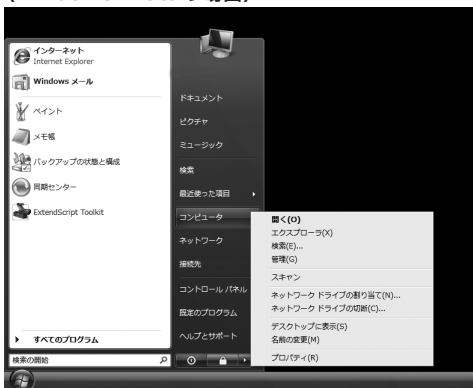 インターネット
Internet Explorer
Windows メール
ペイント
メモ帳
バックアップの状態と構成
同期センター
ExtendScript Toolkit
すべてのプログラム
検索の開始
ドキュメント
ピクチャ
ミュージック
検索
最近使った項目
コンピュータ
ネットワーク
接続先
コントロール パネル
既定のプログラム
ヘルプとサポート
開く(O)
エクスプローラ(X)
検索(E)...
管理(G)
スキャン
ネットワーク ドライブの割り当て(N)...
ネットワーク ドライブの切断(C)...
デスクトップに表示(S)
名前の変更(M)
プロパティ(R)